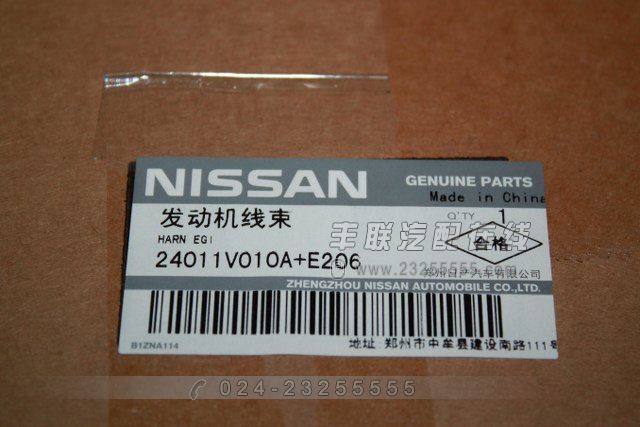 NISSAN
GENUINE PARTS
Made in China
发动机线束
Q'TY 1
HARN EGI
合格
丰联汽配在线
24011V010A+E206
www.23255555.com
郑州日产汽车有限公司
ZHENGZHOU NISSAN AUTOMOBILE CO.,LTD.
B1ZNA114
地址:郑州市中牟县建设南路111号
024-23255555